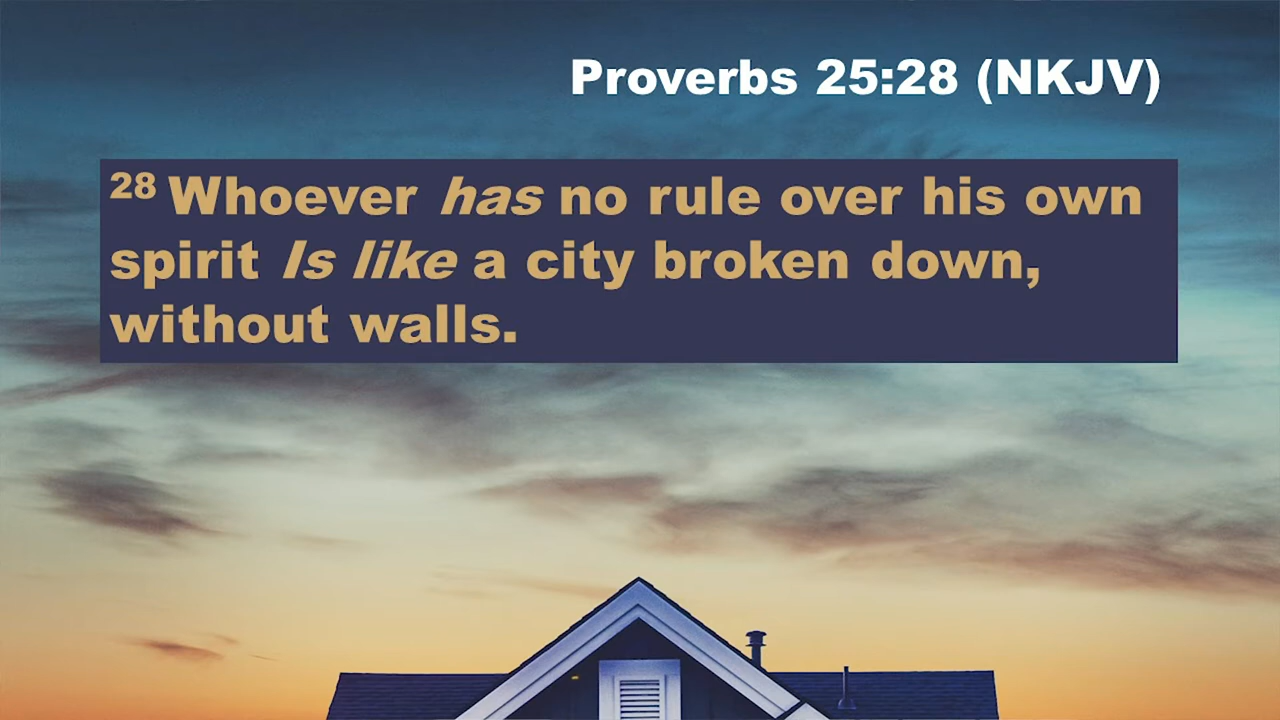 Proverbs 25:28 (NKJV)
28 Whoever has no rule over his own
spirit Is like a city broken down,
without walls.